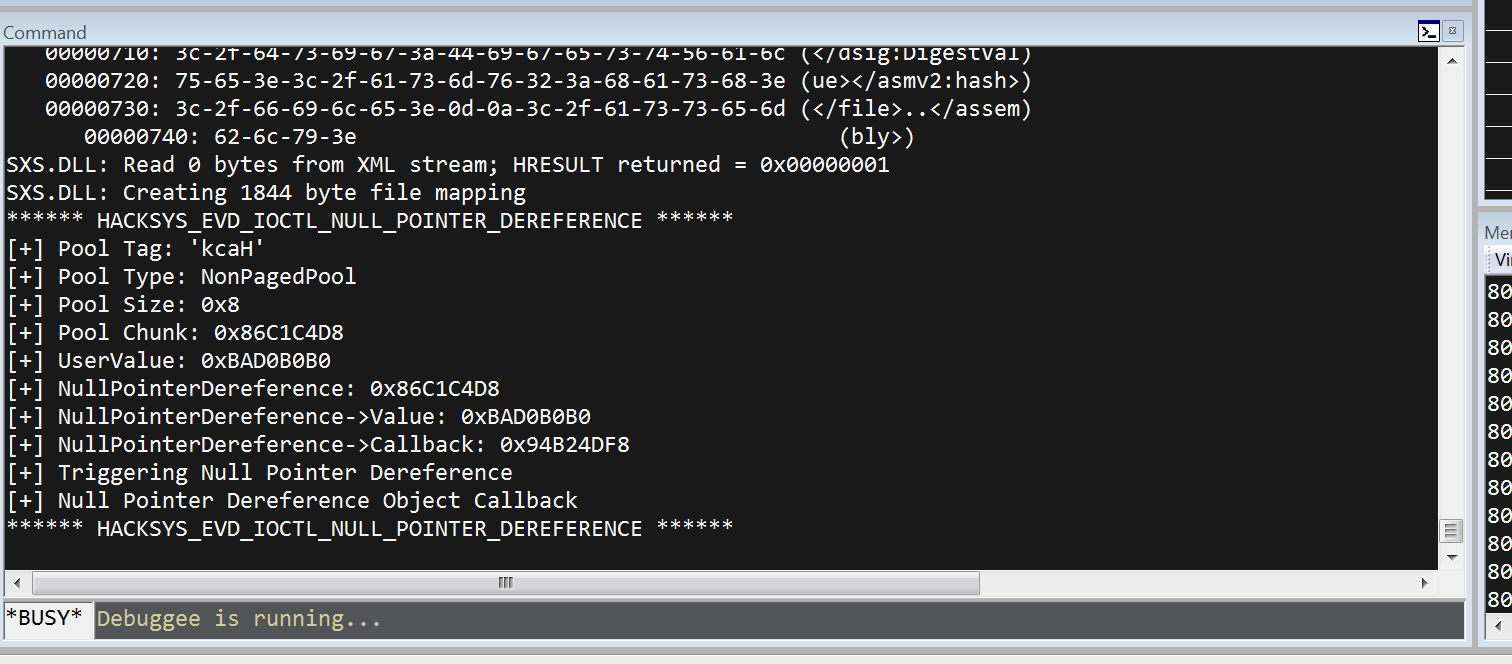 Command
00000710: 3c-2f-64-73-69-67-3a-44-69-67-65-73-74-56-61-6c (</dsig:DigestVal)
00000720: 75-65-3e-3c-2f-61-73-6d-76-32-3a-68-61-73-68-3e (ue></asmv2:hash>)
00000730: 3c-2f-66-69-6c-65-3e-0d-0a-3c-2f-61-73-73-65-6d (</file>..</assem)
00000740: 62-6c-79-3e (bly>)
SXS.DLL: Read 0 bytes from XML stream; HRESULT returned = 0x00000001
SXS.DLL: Creating 1844 byte file mapping
****** HACKSYS_EVD_IOCTL_NULL_POINTER_DEREFERENCE ******
[+] Pool Tag: 'kcaH'
[+] Pool Type: NonPagedPool
[+] Pool Size: 0x8
[+] Pool Chunk: 0x86C1C4D8
[+] UserValue: 0xBAD0B0B0
[+] NullPointerDereference: 0x86C1C4D8
[+] NullPointerDereference->Value: 0xBAD0B0B0
[+] NullPointerDereference->Callback: 0x94B24DF8
[+] Triggering Null Pointer Dereference
[+] Null Pointer Dereference Object Callback
****** HACKSYS_EVD_IOCTL_NULL_POINTER_DEREFERENCE ******
*BUSY* Debuggee is running...
80
80
80
80
80
80
80
80
80
80
80
80